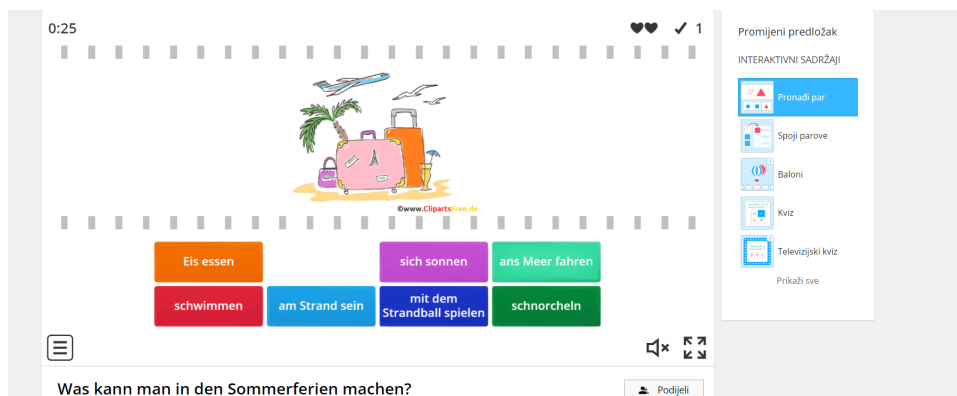 0:25
1
©www.ClipartsFree.de
Eis essen
sich sonnen
ans Meer fahren
schwimmen
am Strand sein
mit dem
Strandball spielen
schnorcheln
Was kann man in den Sommerferien machen?
Podijeli
Promijeni predložak
INTERAKTIVNI SADRŽAJI
Pronađi par
Spoji parove
Baloni
Kviz
Televizijski kviz
Prikaži sve